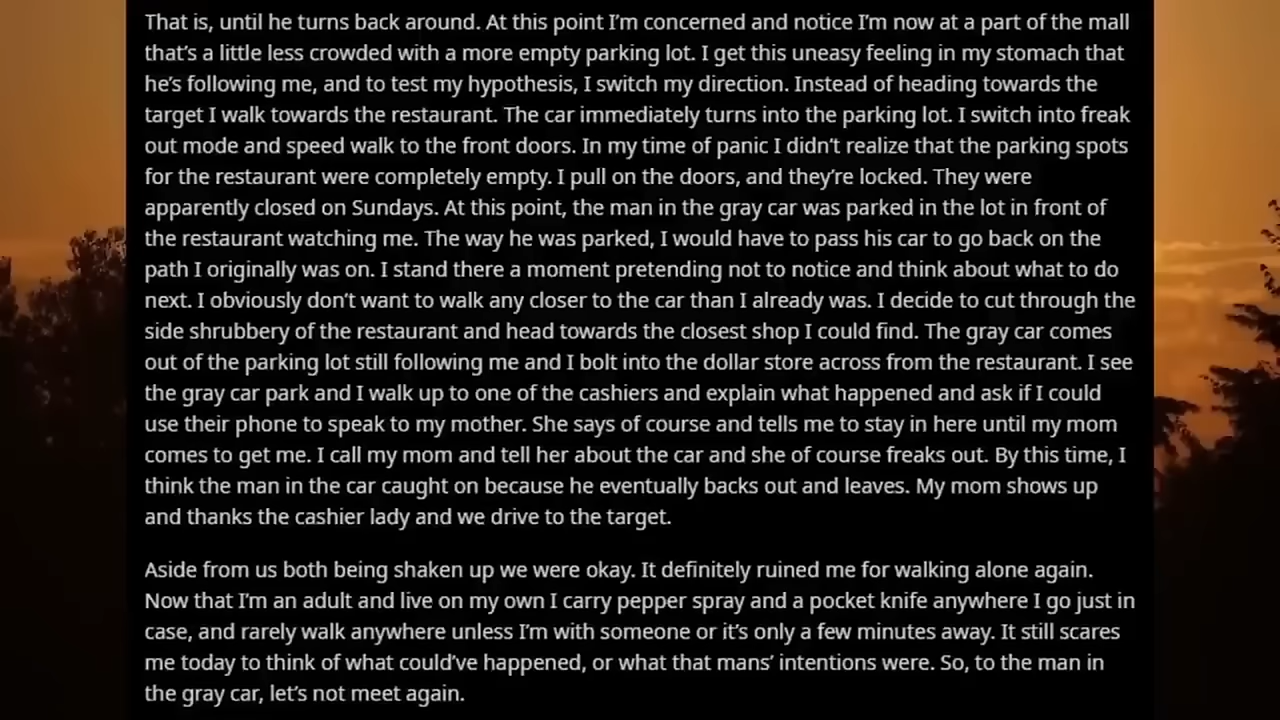 That is, until he turns back around. At this point I’m concerned and notice I’m now at a part of the mall
that’s a little less crowded with a more empty parking lot. I get this uneasy feeling in my stomach that
he’s following me, and to test my hypothesis, I switch my direction. Instead of heading towards the
target I walk towards the restaurant. The car immediately turns into the parking lot. I switch into freak
out mode and speed walk to the front doors. In my time of panic I didn’t realize that the parking spots
for the restaurant were completely empty. I pull on the doors, and they’re locked. They were
apparently closed on Sundays. At this point, the man in the gray car was parked in the lot in front of
the restaurant watching me. The way he was parked, I would have to pass his car to go back on the
path I originally was on. I stand there a moment pretending not to notice and think about what to do
next. I obviously don’t want to walk any closer to the car than I already was. I decide to cut through the
side shrubbery of the restaurant and head towards the closest shop I could find. The gray car comes
out of the parking lot still following me and I bolt into the dollar store across from the restaurant. I see
the gray car park and I walk up to one of the cashiers and explain what happened and ask if I could
use their phone to speak to my mother. She says of course and tells me to stay in here until my mom
comes to get me. I call my mom and tell her about the car and she of course freaks out. By this time, I
think the man in the car caught on because he eventually backs out and leaves. My mom shows up
and thanks the cashier lady and we drive to the target.
Aside from us both being shaken up we were okay. It definitely ruined me for walking alone again.
Now that I’m an adult and live on my own I carry pepper spray and a pocket knife anywhere I go just in
case, and rarely walk anywhere unless I’m with someone or it’s only a few minutes away. It still scares
me today to think of what could’ve happened, or what that mans’ intentions were. So, to the man in
the gray car, let’s not meet again.